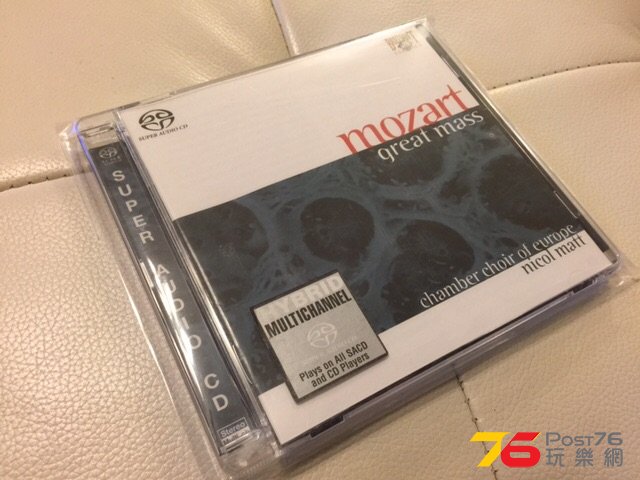 SUPER AUDIO CD
mozart
great mass
chamber choir of europe
nicol matt
HYBRID
MULTICHANNEL
Plays on All SACD
and CD Players
SUPER AUDIO CD
Stereo
76 Post76
玩樂網